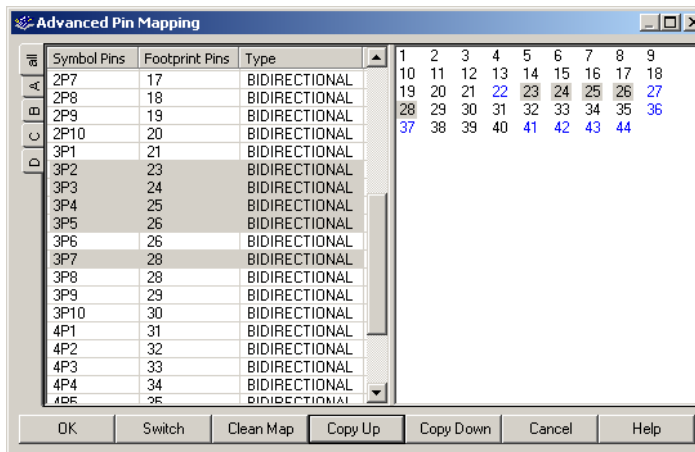 Advanced Pin Mapping
all
A
B
C
D
Symbol Pins Footprint Pins Type
2P7 17 BIDIRECTIONAL
2P8 18 BIDIRECTIONAL
2P9 19 BIDIRECTIONAL
2P10 20 BIDIRECTIONAL
3P1 21 BIDIRECTIONAL
3P2 23 BIDIRECTIONAL
3P3 24 BIDIRECTIONAL
3P4 25 BIDIRECTIONAL
3P5 26 BIDIRECTIONAL
3P6 26 BIDIRECTIONAL
3P7 28 BIDIRECTIONAL
3P8 28 BIDIRECTIONAL
3P9 29 BIDIRECTIONAL
3P10 30 BIDIRECTIONAL
4P1 31 BIDIRECTIONAL
4P2 32 BIDIRECTIONAL
4P3 33 BIDIRECTIONAL
4P4 34 BIDIRECTIONAL
4P5 35 BIDIRECTIONAL
1 2 3 4 5 6 7 8 9
10 11 12 13 14 15 16 17 18
19 20 21 22 23 24 25 26 27
28 29 30 31 32 33 34 35 36
37 38 39 40 41 42 43 44
OK Switch Clean Map Copy Up Copy Down Cancel Help